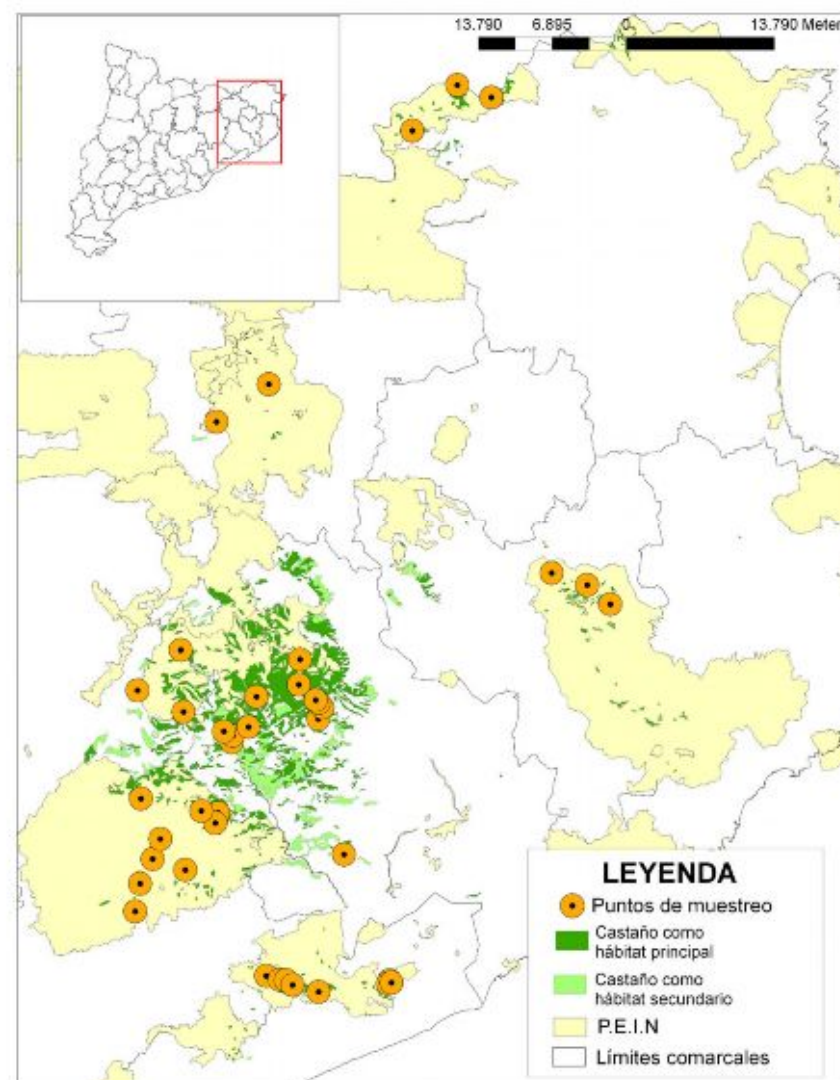 13.790 6.895 0 13.790 Meter
LEYENDA
Puntos de muestreo
Castaño como
hábitat principal
Castaño como
hábitat secundario
P.E.I.N
Límites comarcales